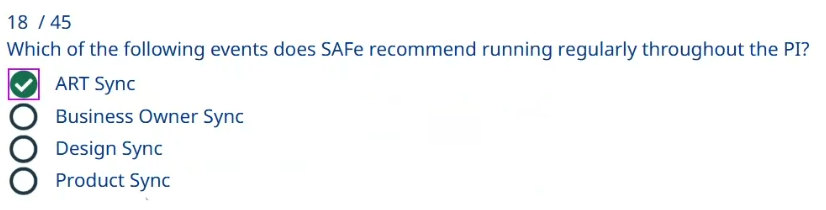 18 / 45
Which of the following events does SAFe recommend running regularly throughout the PI?
ART Sync
Business Owner Sync
Design Sync
Product Sync